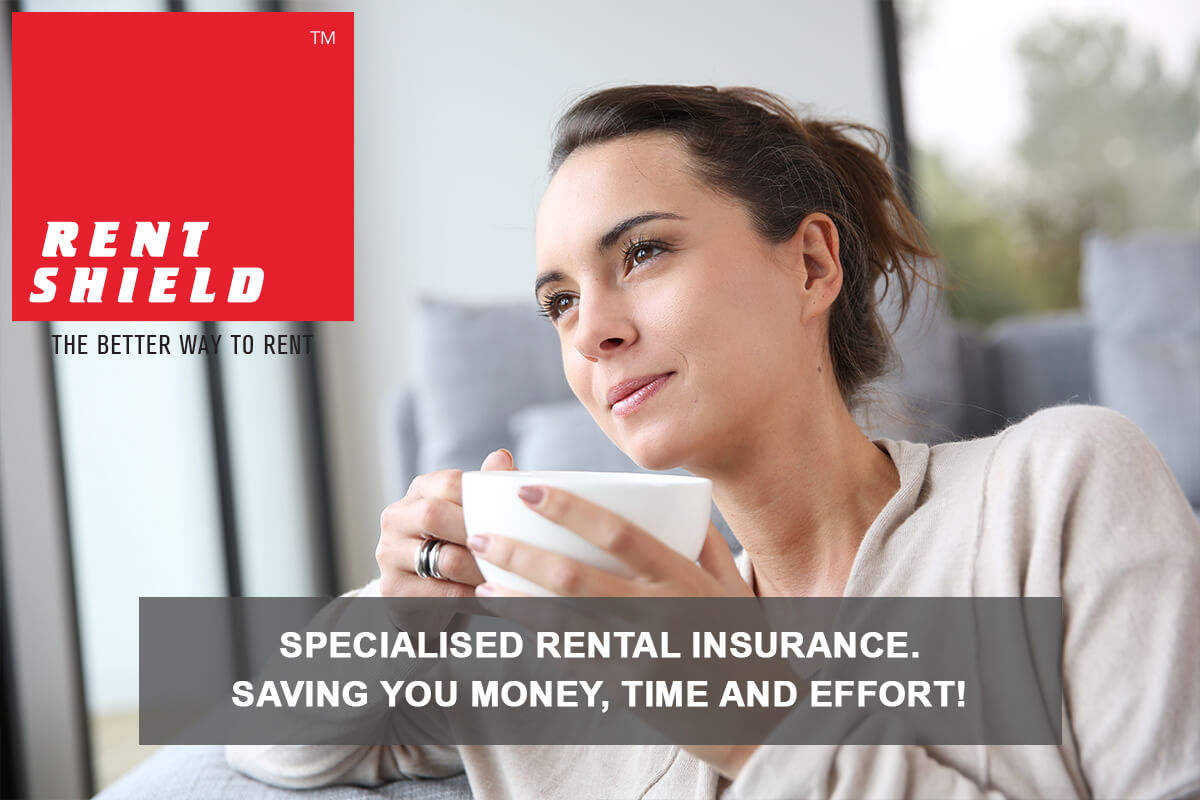 TM
RENT
SHIELD
THE BETTER WAY TO RENT
SPECIALISED RENTAL INSURANCE.
SAVING YOU MONEY, TIME AND EFFORT!